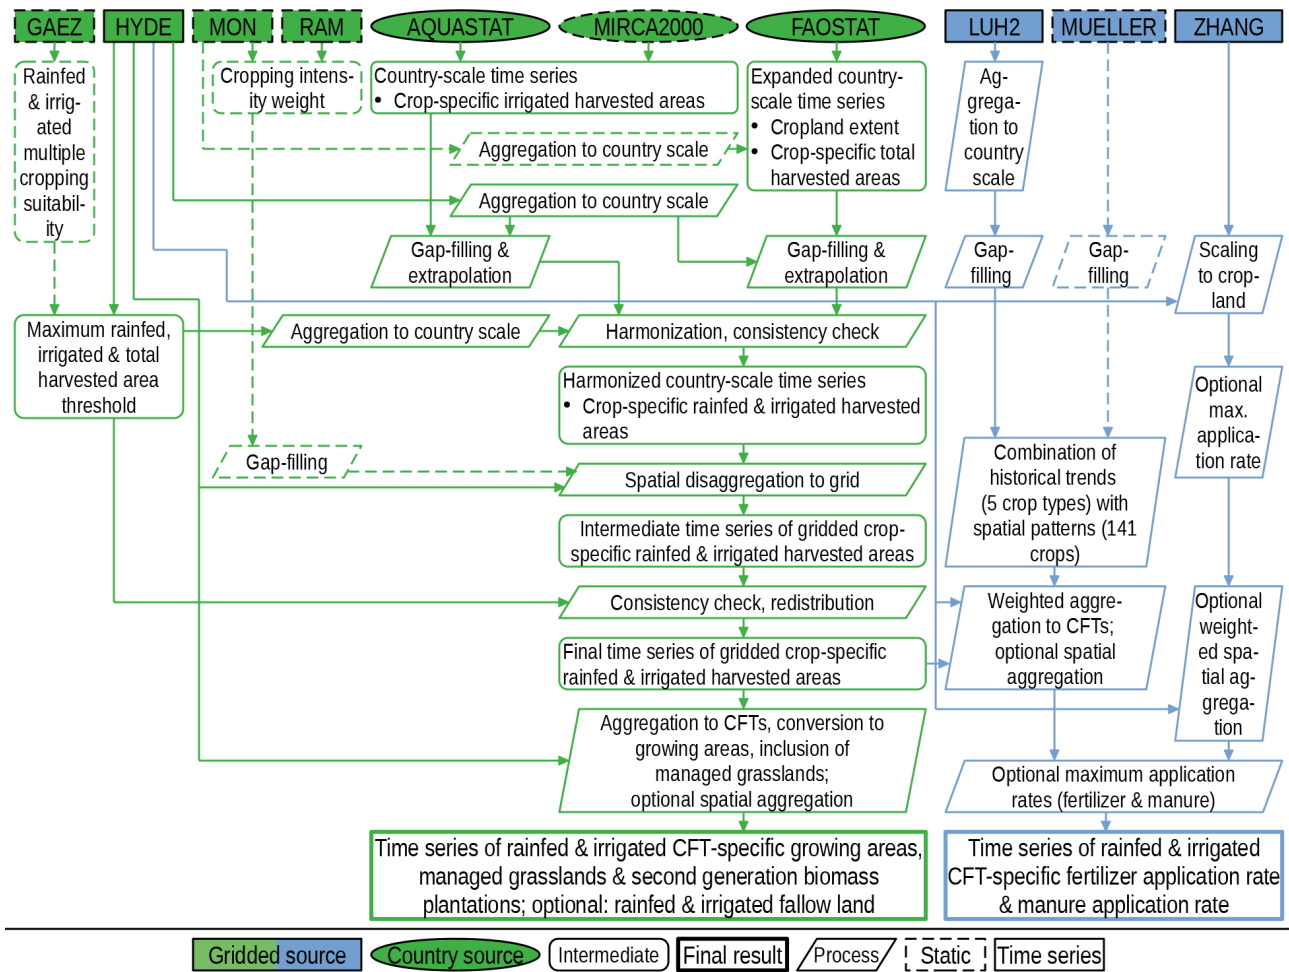 GAEZ
HYDE
MON
RAM
AQUASTAT
MIRCA2000
FAOSTAT
LUH2
MUELLER
ZHANG
Rainfed
& irrig-
ated
multiple
cropping
suitabil-
ity
Cropping intens-
ity weight
Country-scale time series
• Crop-specific irrigated harvested areas
Expanded country-
scale time series
• Cropland extent
• Crop-specific total
harvested areas
Ag-
grega-
tion to
country
scale
Aggregation to country scale
Aggregation to country scale
Gap-filling &
extrapolation
Gap-filling &
extrapolation
Gap-
filling
Gap-
filling
Scaling
to crop-
land
Maximum rainfed,
irrigated & total
harvested area
threshold
Aggregation to country scale
Harmonization, consistency check
Harmonized country-scale time series
• Crop-specific rainfed & irrigated harvested
areas
Optional
max.
applica-
tion rate
Gap-filling
Spatial disaggregation to grid
Combination of
historical trends
(5 crop types) with
spatial patterns (141
crops)
Intermediate time series of gridded crop-
specific rainfed & irrigated harvested areas
Consistency check, redistribution
Weighted aggre-
gation to CFTs;
optional spatial
aggregation
Optional
weight-
ed spa-
tial ag-
grega-
tion
Final time series of gridded crop-specific
rainfed & irrigated harvested areas
Aggregation to CFTs, conversion to
growing areas, inclusion of
managed grasslands;
optional spatial aggregation
Optional maximum application
rates (fertilizer & manure)
Time series of rainfed & irrigated CFT-specific growing areas,
managed grasslands & second generation biomass
plantations; optional: rainfed & irrigated fallow land
Time series of rainfed & irrigated
CFT-specific fertilizer application rate
& manure application rate
Gridded source
Country source
Intermediate
Final result
Process
Static
Time series